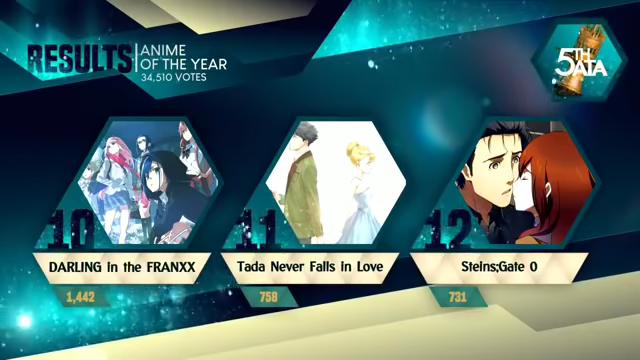 RESULTS
ANIME
OF THE YEAR
34,510 VOTES
5TH
ATA
10
11
12
DARLING in the FRANXX
Tada Never Falls in Love
Steins;Gate 0
1,442
758
731